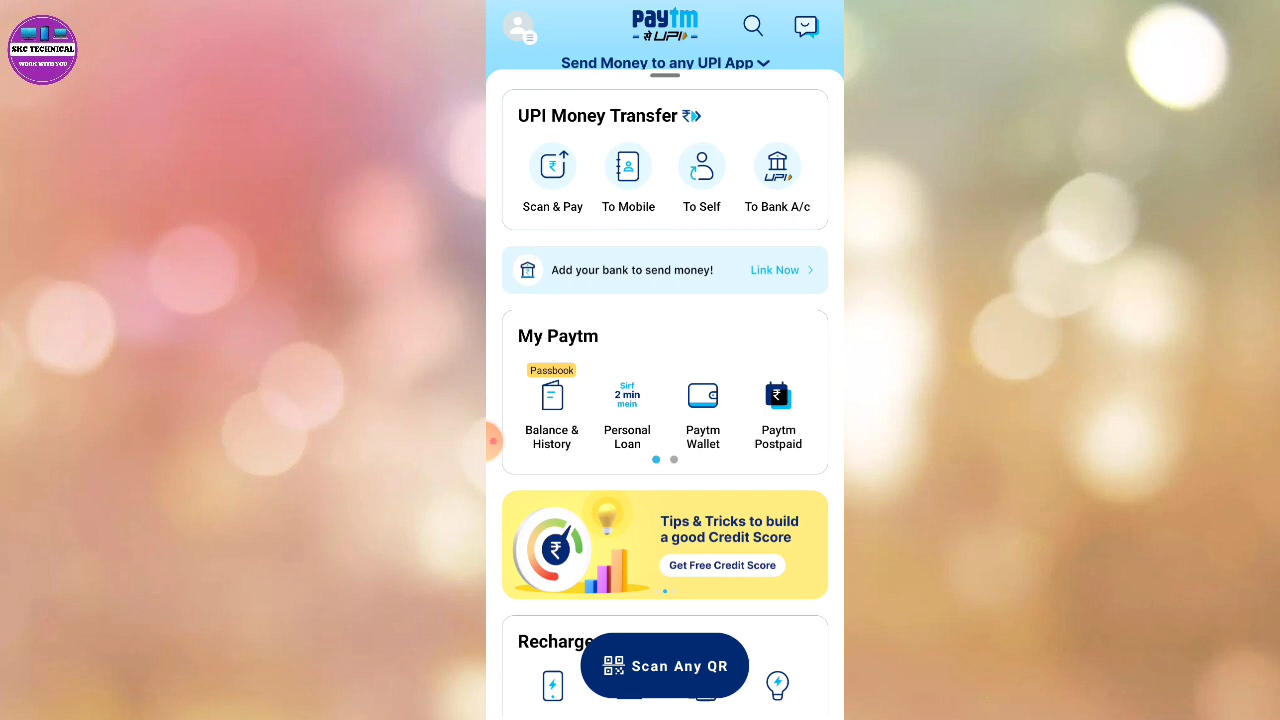 SKC TECHNICAL
WORK WITH YOU
paytm
से UPI
Send Money to any UPI App
UPI Money Transfer ₹
₹
Scan & Pay
To Mobile
To Self
UPI
To Bank A/c
Add your bank to send money!
Link Now
My Paytm
Passbook
Balance &
History
Sirf
2 min
mein
Personal
Loan
Paytm
Wallet
₹
Paytm
Postpaid
₹
Tips & Tricks to build
a good Credit Score
Get Free Credit Score
Recharge
Scan Any QR